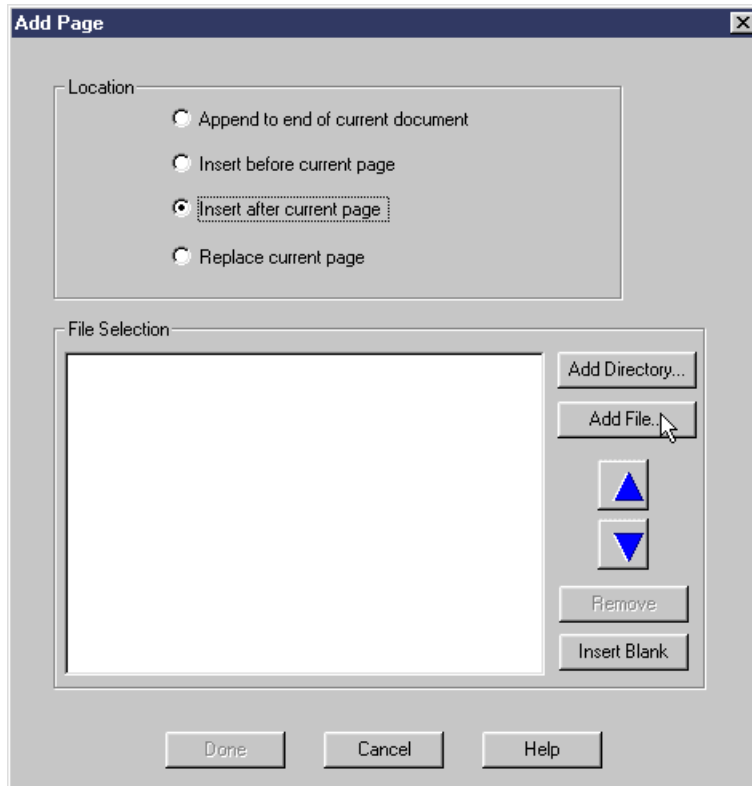 Add Page
Location
Append to end of current document
Insert before current page
Insert after current page
Replace current page
File Selection
Add Directory...
Add File...
Remove
Insert Blank
Done
Cancel
Help